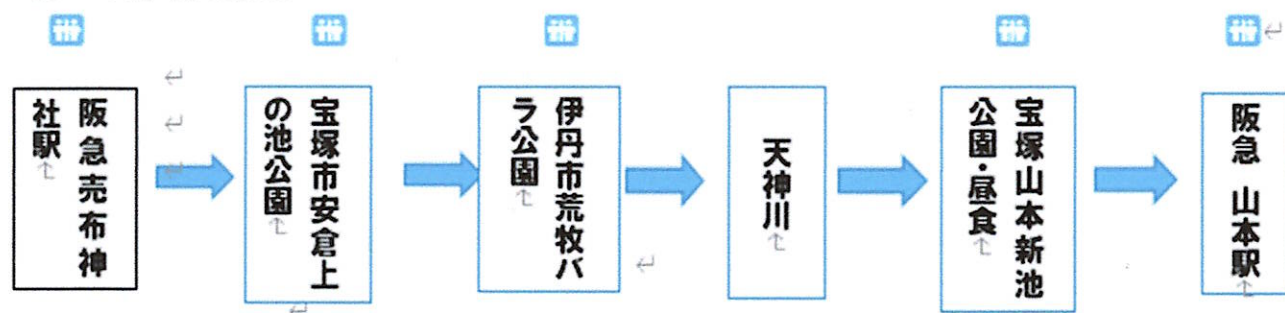 阪急売布神
社駅
宝塚市安倉上
の池公園
伊丹市荒牧バ
ラ公園
天神川
宝塚山本新池
公園・昼食
阪急 山本駅